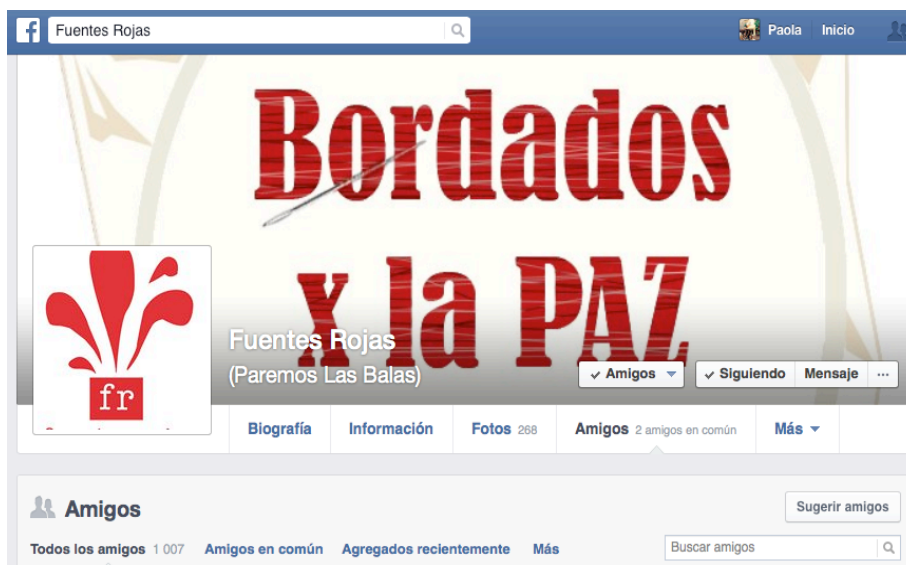 Fuentes Rojas
Paola Inicio
Bordados
x la PAZ
fr
Fuentes Rojas
(Paremos Las Balas)
Amigos Siguiendo Mensaje ...
Biografía Información Fotos 268 Amigos 2 amigos en común Más
Amigos
Sugerir amigos
Todos los amigos 1 007 Amigos en común Agregados recientemente Más
Buscar amigos